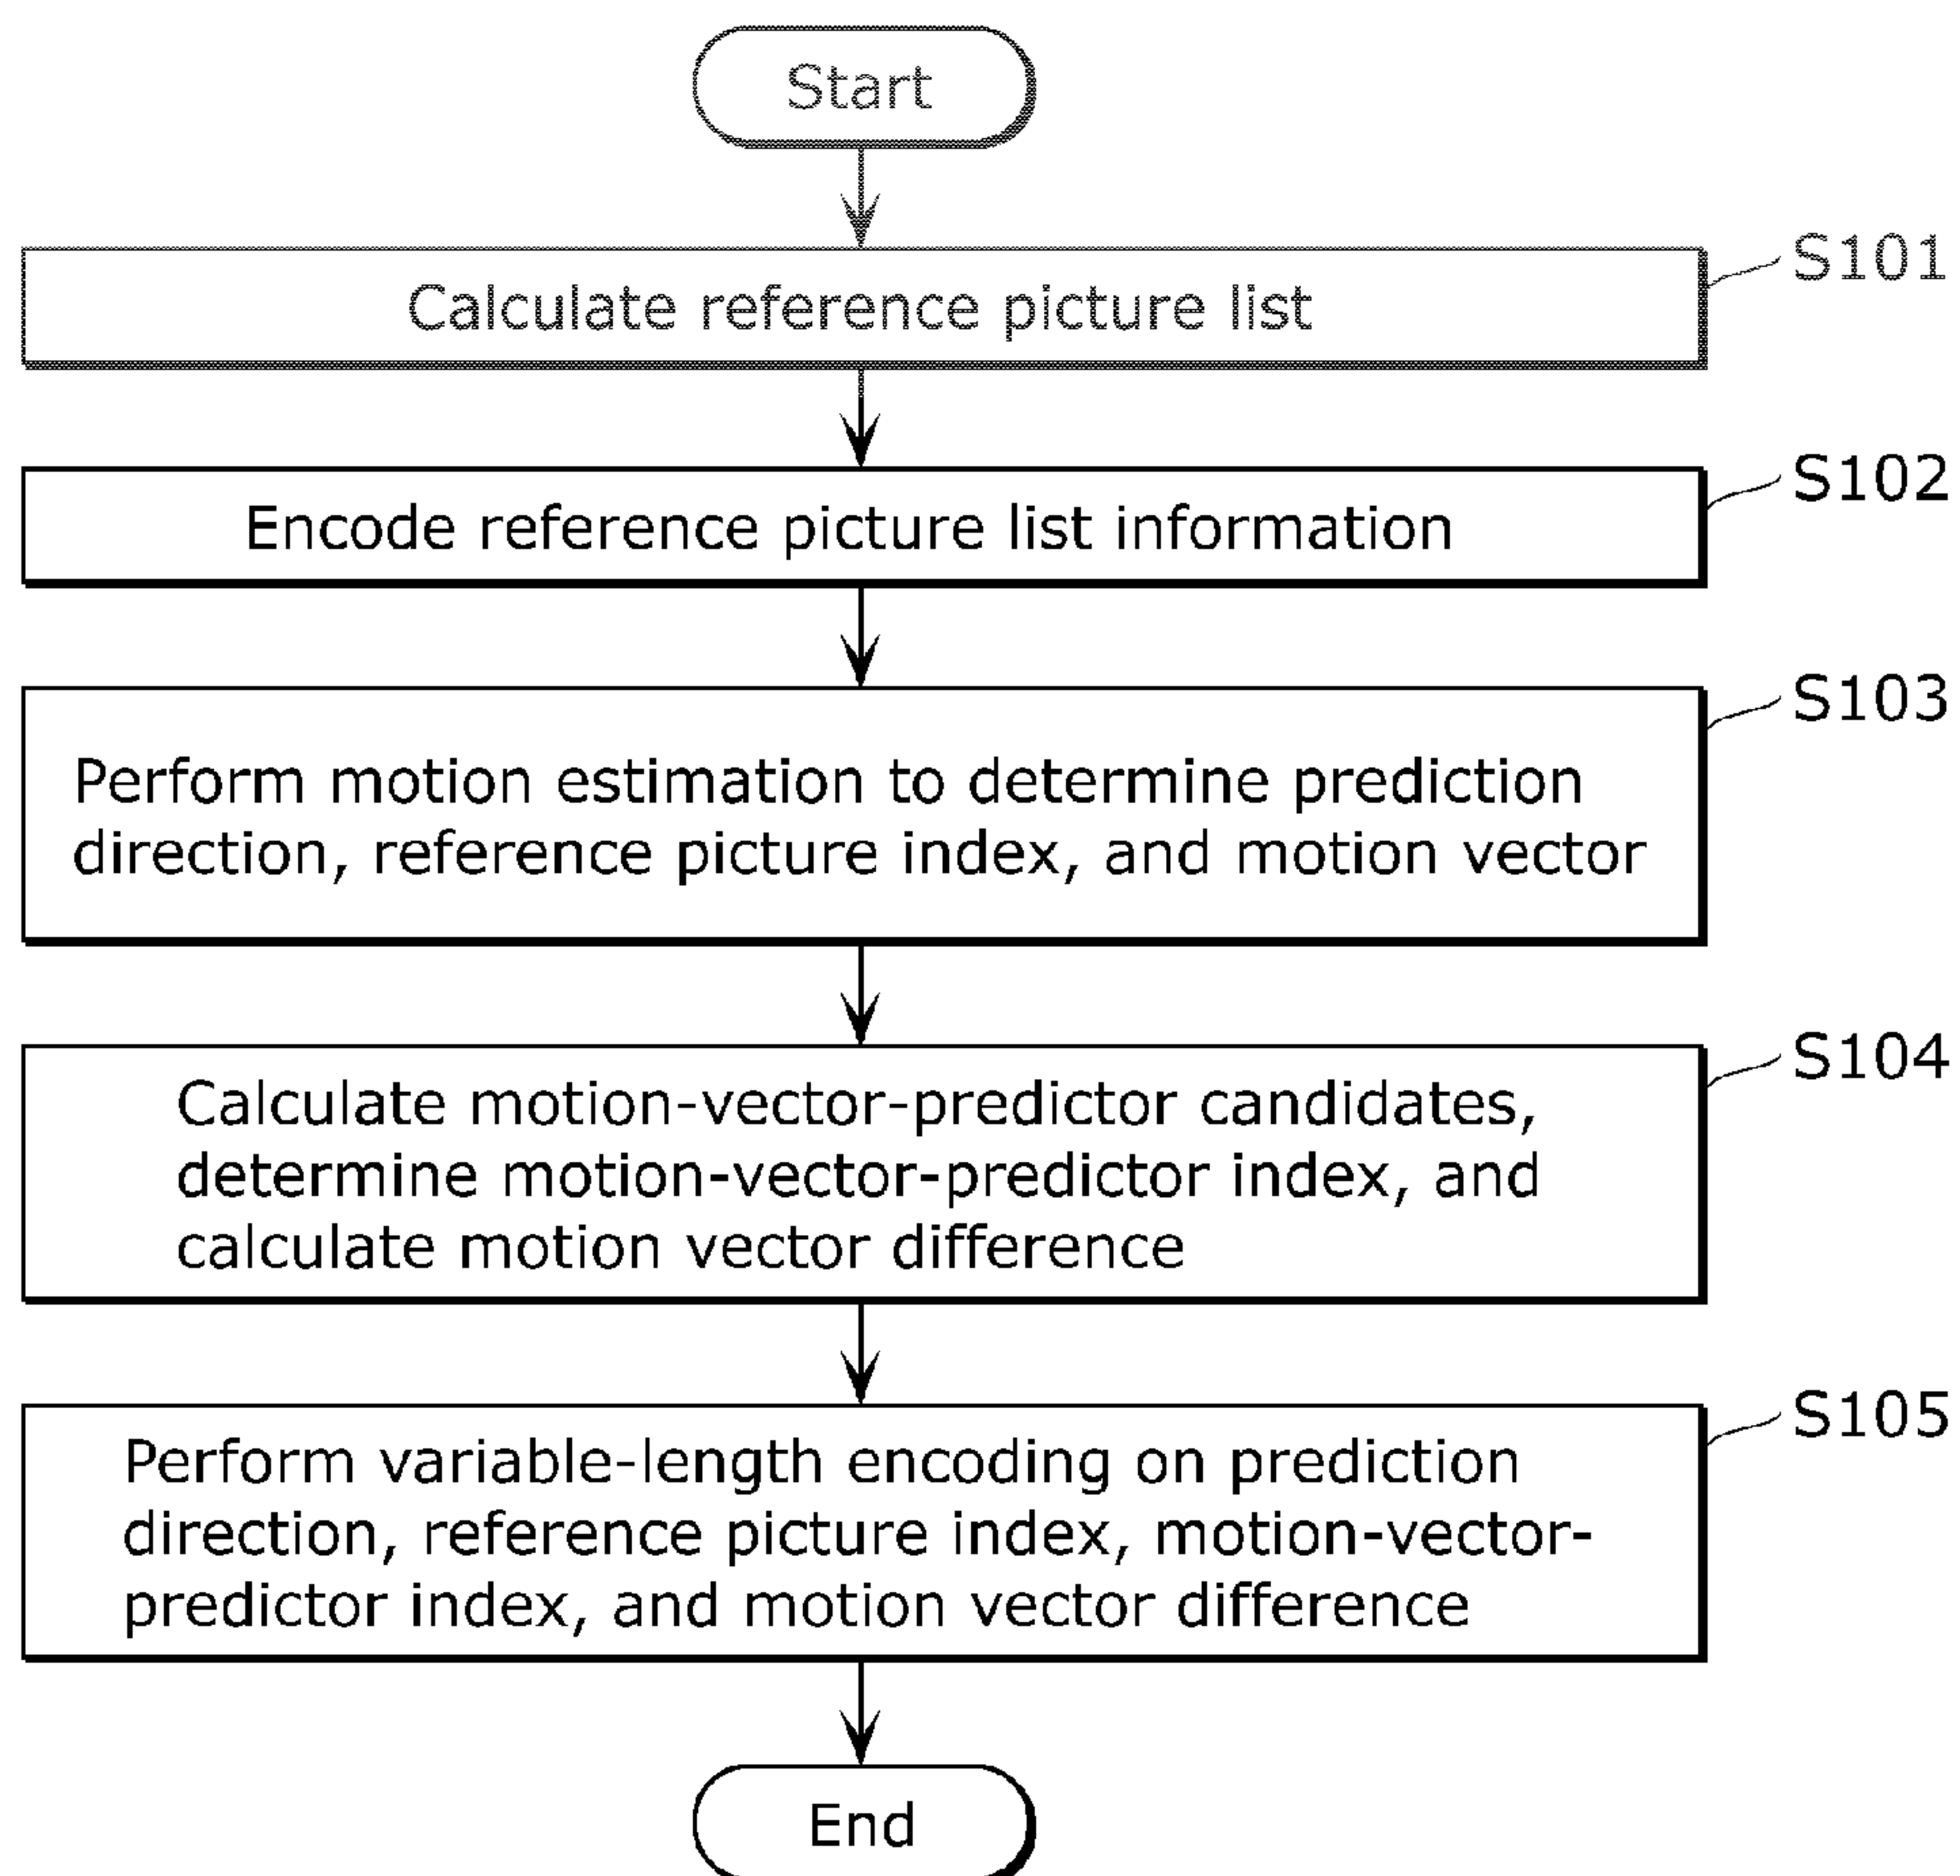 Start
Calculate reference picture list
S101
Encode reference picture list information
S102
Perform motion estimation to determine prediction
direction, reference picture index, and motion vector
S103
Calculate motion-vector-predictor candidates,
determine motion-vector-predictor index, and
calculate motion vector difference
S104
Perform variable-length encoding on prediction
direction, reference picture index, motion-vector-
predictor index, and motion vector difference
S105
End